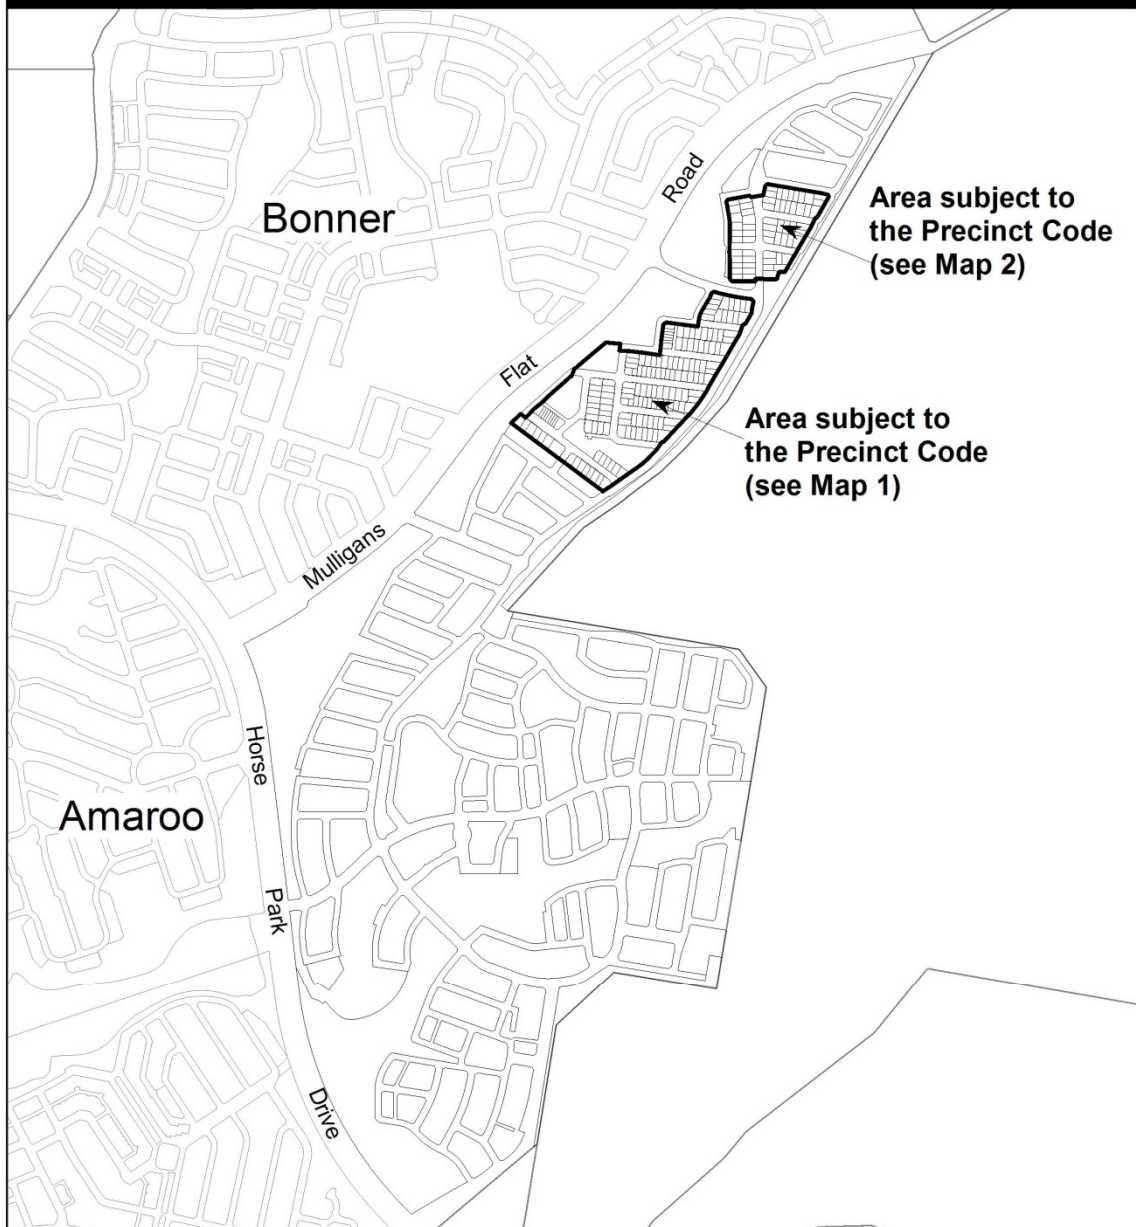 Road
Area subject to
the Precinct Code
(see Map 2)
Bonner
Flat
Area subject to
the Precinct Code
(see Map 1)
Mulligans
Horse
Amaroo
Park
Drive